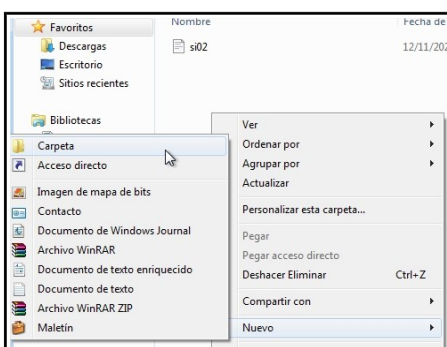 Favoritos
Descargas
Escritorio
Sitios recientes
Bibliotecas
Nombre
Fecha de
si02
12/11/202
Ver
Ordenar por
Agrupar por
Actualizar
Personalizar esta carpeta...
Pegar
Pegar acceso directo
Deshacer Eliminar Ctrl+Z
Compartir con
Nuevo
Carpeta
Acceso directo
Imagen de mapa de bits
Contacto
Documento de Windows Journal
Archivo WinRAR
Documento de texto enriquecido
Documento de texto
Archivo WinRAR ZIP
Maletín